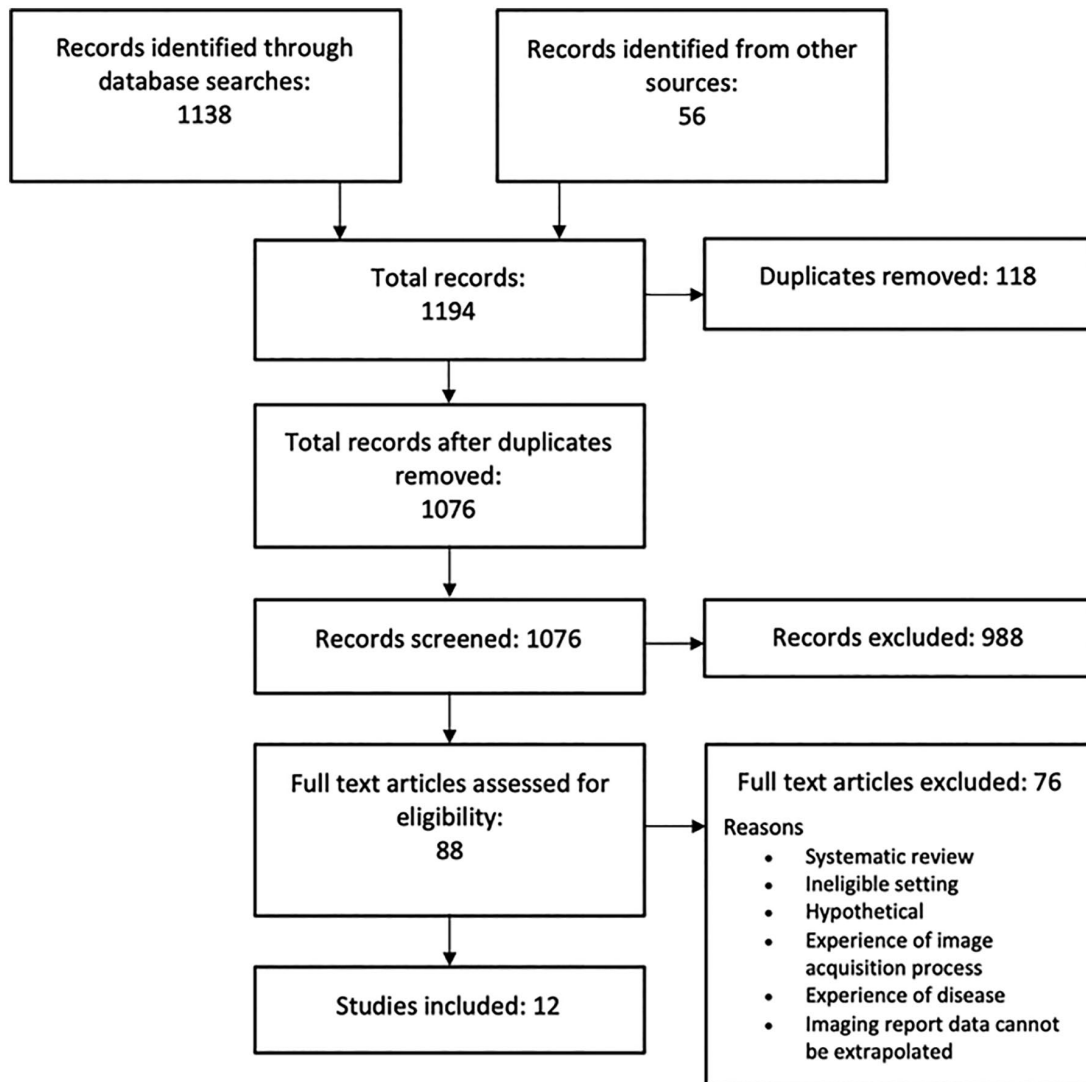 Records identified through
database searches:
1138
Records identified from other
sources:
56
Total records:
1194
Duplicates removed: 118
Total records after duplicates
removed:
1076
Records screened: 1076
Records excluded: 988
Full text articles assessed for
eligibility:
88
Full text articles excluded: 76
Reasons
• Systematic review
• Ineligible setting
• Hypothetical
• Experience of image
acquisition process
• Experience of disease
• Imaging report data cannot
be extrapolated
Studies included: 12